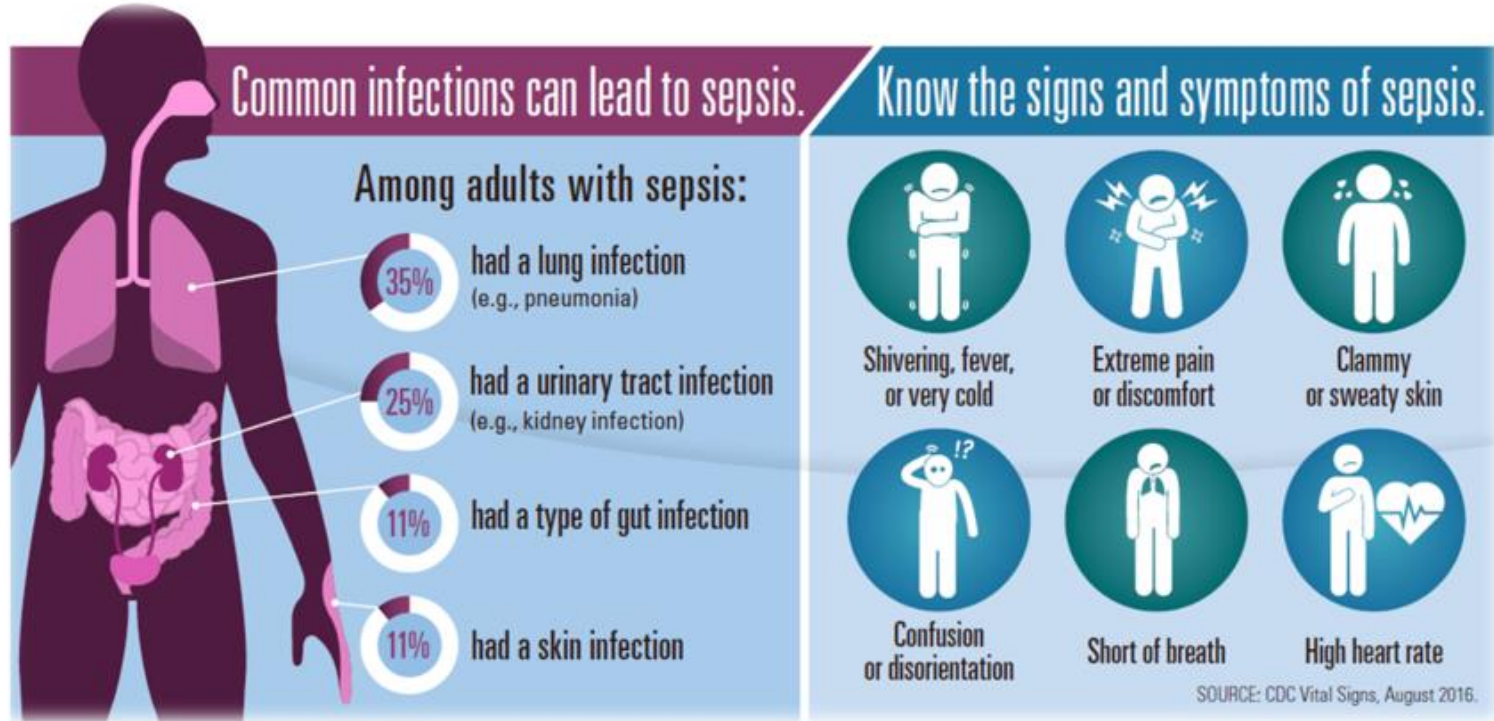 Common infections can lead to sepsis.
Among adults with sepsis:
35%
had a lung infection
(e.g., pneumonia)
25%
had a urinary tract infection
(e.g., kidney infection)
11%
had a type of gut infection
11%
had a skin infection
Know the signs and symptoms of sepsis.
Shivering, fever,
or very cold
Extreme pain
or discomfort
Clammy
or sweaty skin
!?
Confusion
or disorientation
Short of breath
High heart rate
SOURCE: CDC Vital Signs, August 2016.